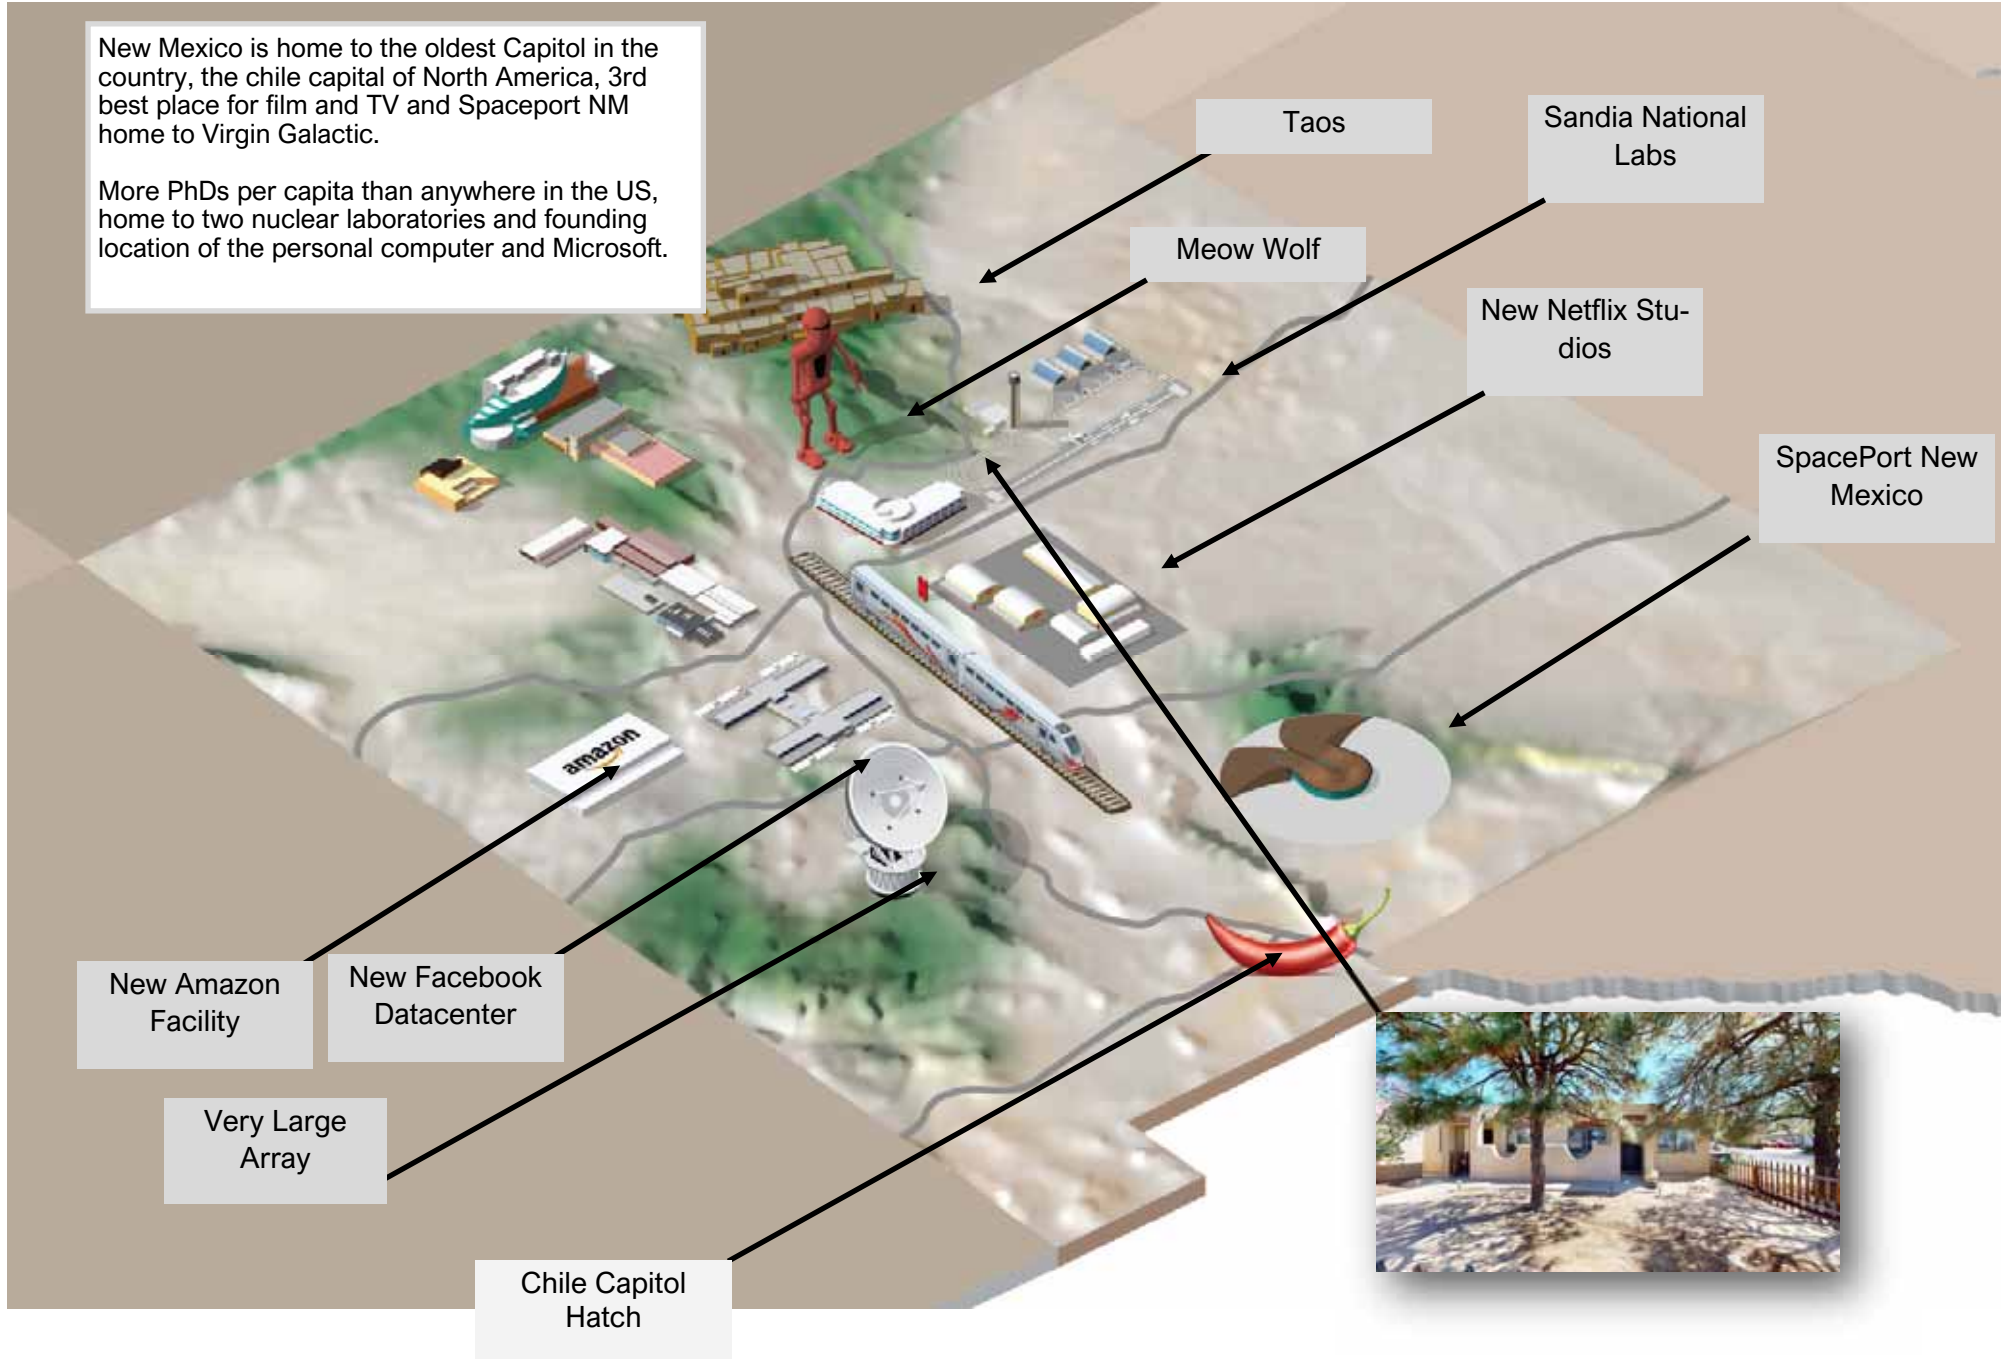 New Mexico is home to the oldest Capitol in the
country, the chile capital of North America, 3rd
best place for film and TV and Spaceport NM
home to Virgin Galactic.
More PhDs per capita than anywhere in the US,
home to two nuclear laboratories and founding
location of the personal computer and Microsoft.
Taos
Sandia National
Labs
Meow Wolf
New Netflix Stu-
dios
SpacePort New
Mexico
amazon
New Amazon
Facility
New Facebook
Datacenter
Very Large
Array
Chile Capitol
Hatch